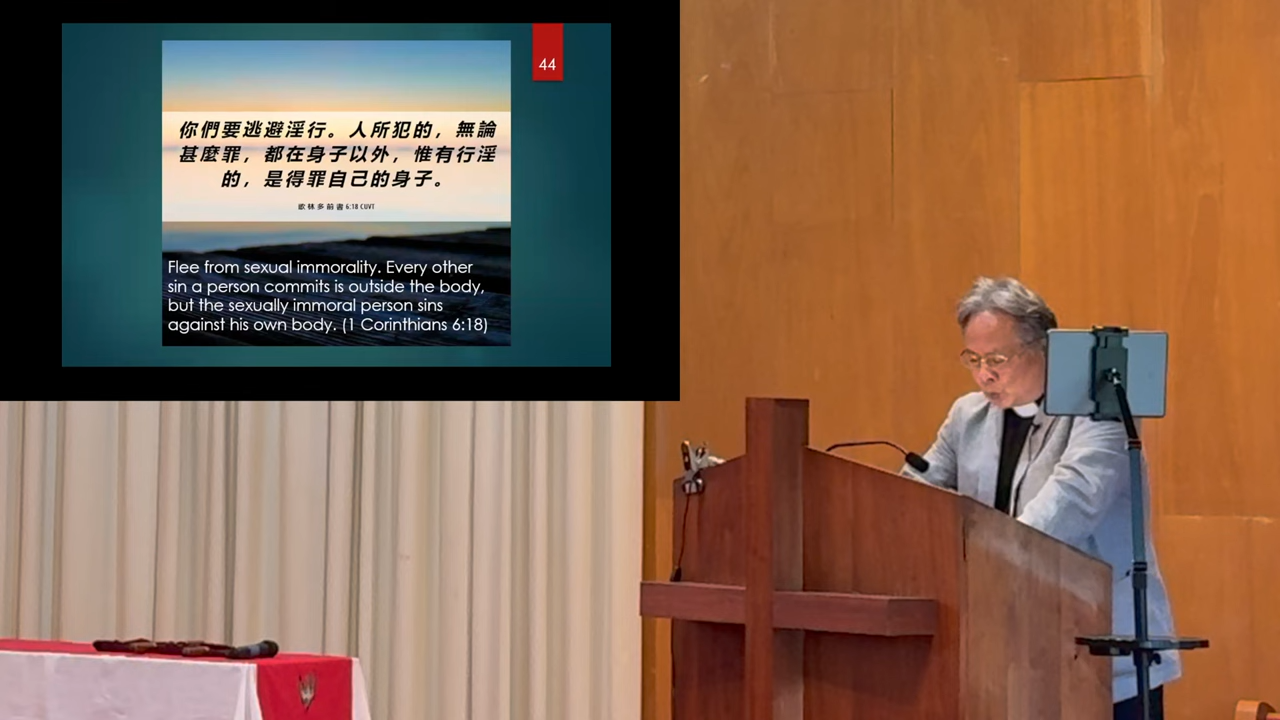 44
你們要逃避淫行。人所犯的，無論
甚麼罪，都在身子以外，惟有行淫
的，是得罪自己的身子。
歌林多前書 6:18 CUVT
Flee from sexual immorality. Every other
sin a person commits is outside the body,
but the sexually immoral person sins
against his own body. (1 Corinthians 6:18)